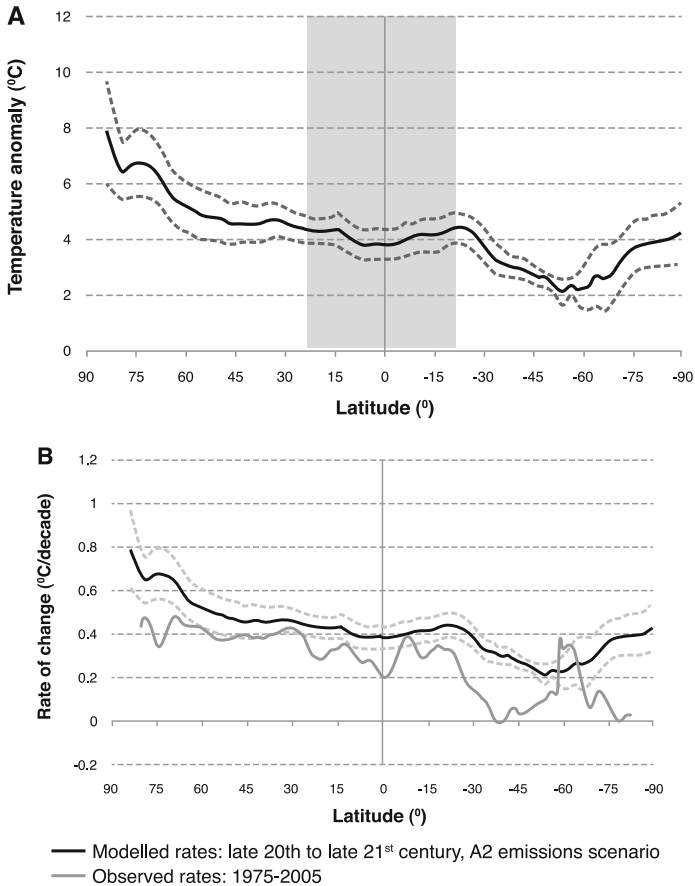 A
Temperature anomaly (⁰C)
12
10
8
6
4
2
0
90 75 60 45 30 15 0 -15 -30 -45 -60 -75 -90
Latitude (⁰)
B
Rate of change (⁰C/decade)
1.2
1
0.8
0.6
0.4
0.2
0
-0.2
90 75 60 45 30 15 0 -15 -30 -45 -60 -75 -90
Latitude (⁰)
Modelled rates: late 20th to late 21st century, A2 emissions scenario
Observed rates: 1975-2005